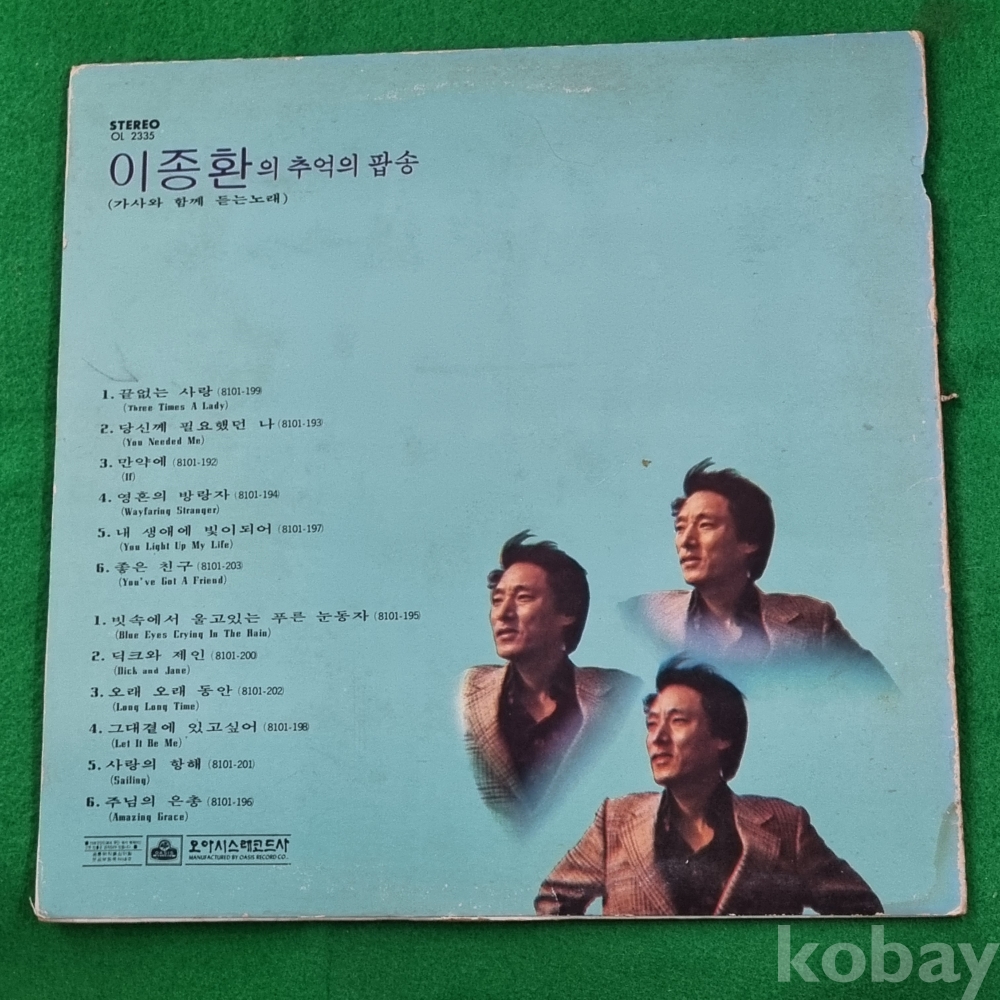 STEREO
OL 2335
이종환의 추억의 팝송
(가사와 함께 듣는노래)
1. 끝없는 사랑 (8101-199)
(Three Times A Lady)
2. 당신께 필요했던 나 (8101-193)
(You Needed Me)
3. 만약에 (8101-192)
(If)
4. 영혼의 방랑자 (8101-194)
(Wayfaring Stranger)
5. 내 생애에 빛이되어 (8101-197)
(You Light Up My Life)
6. 좋은 친구 (8101-203)
(You've Got A Friend)
1. 빗속에서 울고있는 푸른 눈동자 (8101-195)
(Blue Eyes Crying In The Rain)
2. 딕크와 제인 (8101-200)
(Dick and Jane)
3. 오래 오래 동안 (8101-202)
(Long Long Time)
4. 그대곁에 있고싶어 (8101-198)
(Let It Be Me)
5. 사랑의 항해 (8101-201)
(Sailing)
6. 주님의 은총 (8101-196)
(Amazing Grace)
오아시스레코드사
MANUFACTURED BY OASIS RECORD CO.,
kobay